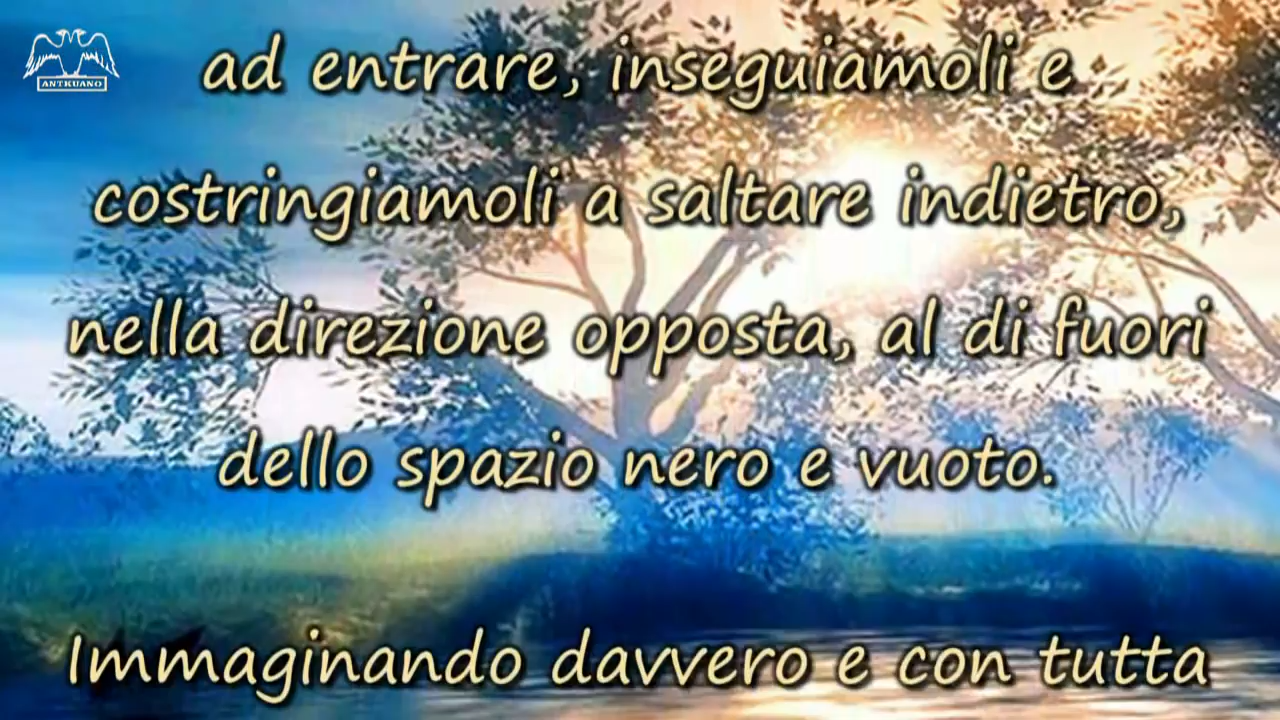 ANTKUANO
ad entrare, inseguiamoli e
costringiamoli a saltare indietro,
nella direzione opposta, al di fuori
dello spazio nero e vuoto.
Immaginando davvero e con tutta